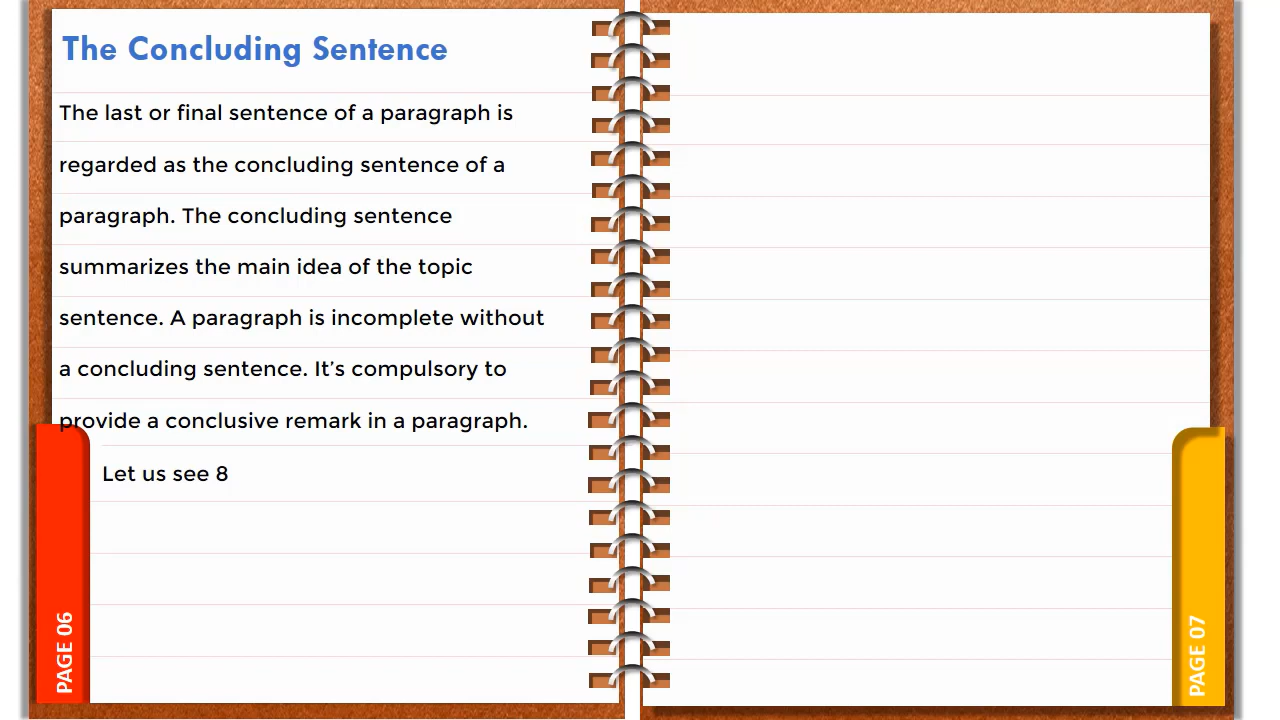 The Concluding Sentence
The last or final sentence of a paragraph is
regarded as the concluding sentence of a
paragraph. The concluding sentence
summarizes the main idea of the topic
sentence. A paragraph is incomplete without
a concluding sentence. It’s compulsory to
provide a conclusive remark in a paragraph.
Let us see 8
PAGE 06
PAGE 07